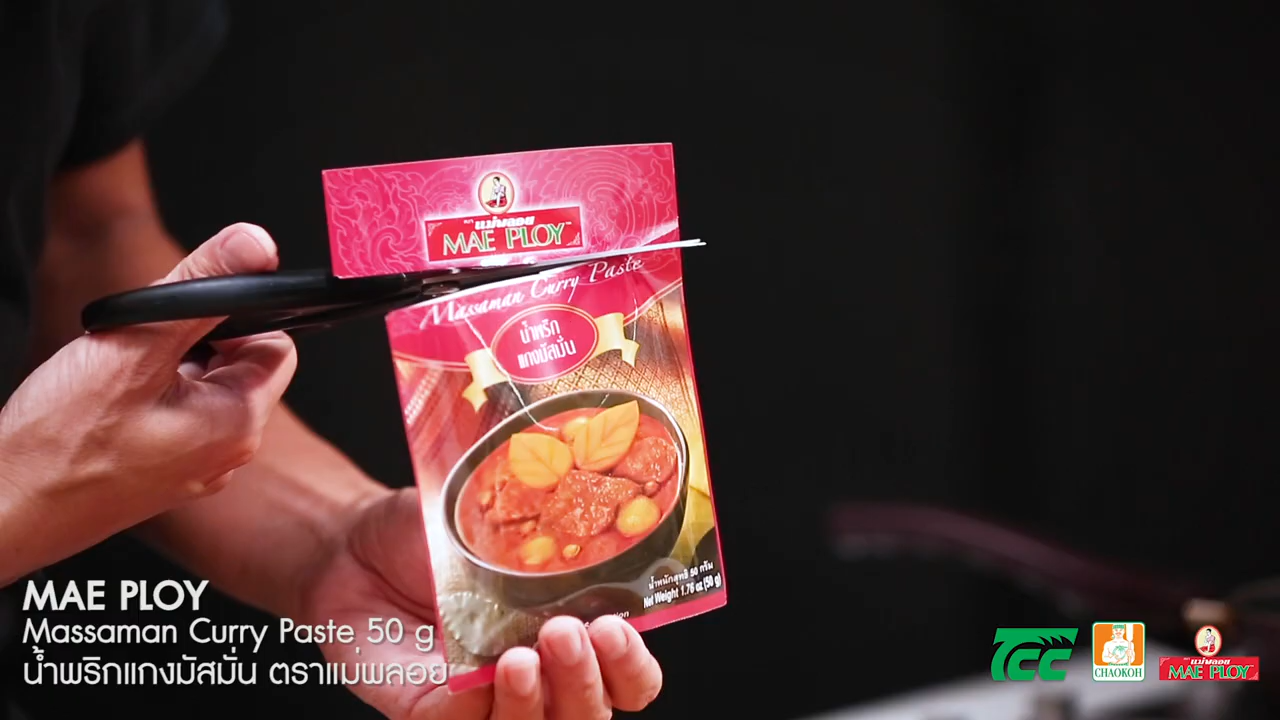 ตรา แม่พลอย
MAE PLOY™
Massaman Curry Paste
น้ำพริก
แกงมัสมั่น
น้ำหนักสุทธิ 50 กรัม
Net Weight 1.76 oz (50 g)
MAE PLOY
Massaman Curry Paste 50 g
น้ำพริกแกงมัสมั่น ตราแม่พลอย
TCC
CHAOKOH
ตรา แม่พลอย
MAE PLOY